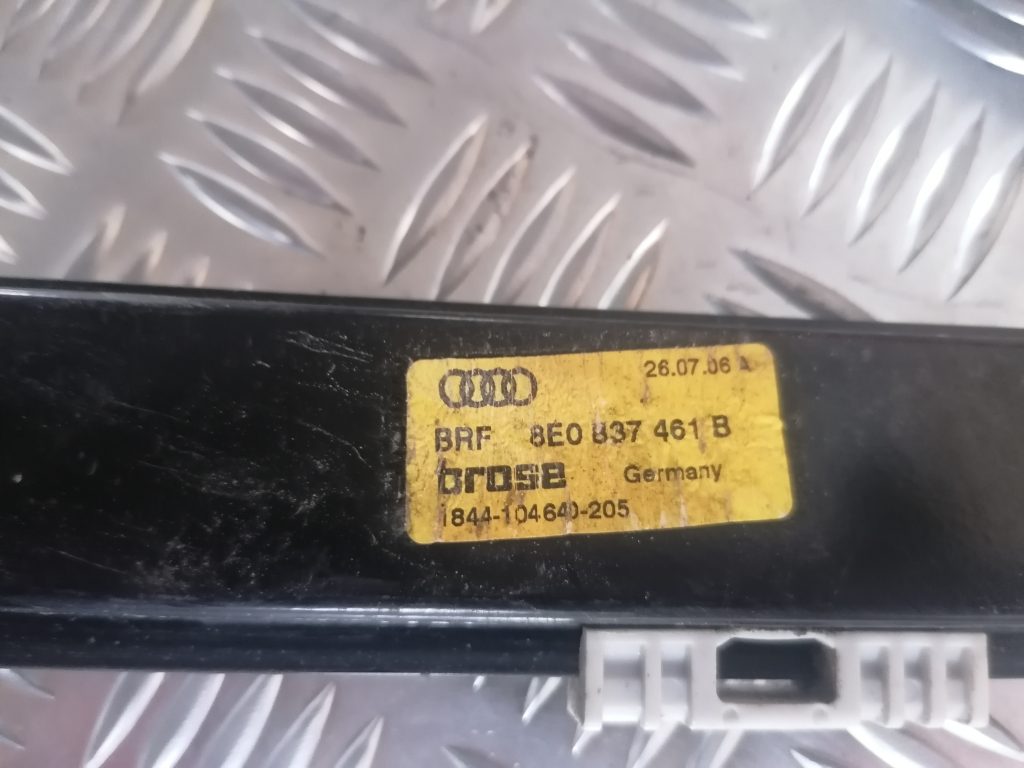 26.07.06 A
BRF 8E0 837 461 B
brose Germany
1844-104640-205